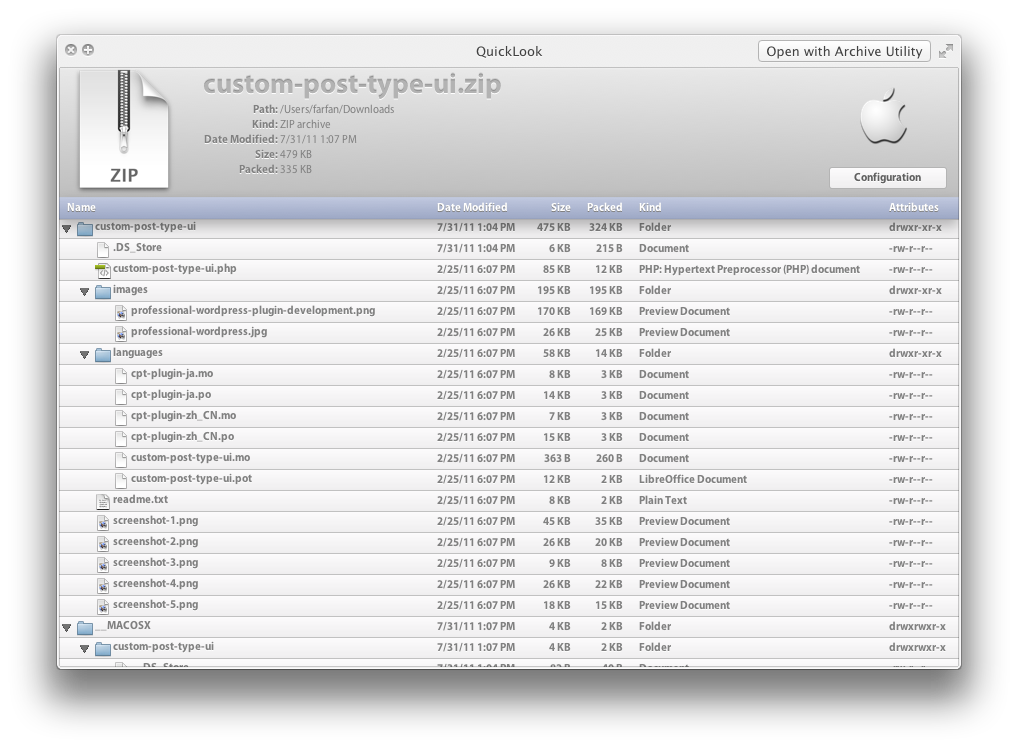 QuickLook
Open with Archive Utility
custom-post-type-ui.zip
Path: /Users/farfan/Downloads
Kind: ZIP archive
Date Modified: 7/31/11 1:07 PM
Size: 479 KB
Packed: 335 KB
ZIP
Configuration
Name Date Modified Size Packed Kind Attributes
custom-post-type-ui 7/31/11 1:04 PM 475 KB 324 KB Folder drwxr-xr-x
.DS_Store 7/31/11 1:04 PM 6 KB 215 B Document -rw-r--r--
custom-post-type-ui.php 2/25/11 6:07 PM 85 KB 12 KB PHP: Hypertext Preprocessor (PHP) document -rw-r--r--
images 2/25/11 6:07 PM 195 KB 195 KB Folder drwxr-xr-x
professional-wordpress-plugin-development.png 2/25/11 6:07 PM 170 KB 169 KB Preview Document -rw-r--r--
professional-wordpress.jpg 2/25/11 6:07 PM 26 KB 25 KB Preview Document -rw-r--r--
languages 2/25/11 6:07 PM 58 KB 14 KB Folder drwxr-xr-x
cpt-plugin-ja.mo 2/25/11 6:07 PM 8 KB 3 KB Document -rw-r--r--
cpt-plugin-ja.po 2/25/11 6:07 PM 14 KB 3 KB Document -rw-r--r--
cpt-plugin-zh_CN.mo 2/25/11 6:07 PM 7 KB 3 KB Document -rw-r--r--
cpt-plugin-zh_CN.po 2/25/11 6:07 PM 15 KB 3 KB Document -rw-r--r--
custom-post-type-ui.mo 2/25/11 6:07 PM 363 B 260 B Document -rw-r--r--
custom-post-type-ui.pot 2/25/11 6:07 PM 12 KB 2 KB LibreOffice Document -rw-r--r--
readme.txt 2/25/11 6:07 PM 8 KB 2 KB Plain Text -rw-r--r--
screenshot-1.png 2/25/11 6:07 PM 45 KB 35 KB Preview Document -rw-r--r--
screenshot-2.png 2/25/11 6:07 PM 26 KB 20 KB Preview Document -rw-r--r--
screenshot-3.png 2/25/11 6:07 PM 9 KB 8 KB Preview Document -rw-r--r--
screenshot-4.png 2/25/11 6:07 PM 26 KB 22 KB Preview Document -rw-r--r--
screenshot-5.png 2/25/11 6:07 PM 18 KB 15 KB Preview Document -rw-r--r--
__MACOSX 7/31/11 1:07 PM 4 KB 2 KB Folder drwxrwxr-x
custom-post-type-ui 7/31/11 1:07 PM 4 KB 2 KB Folder drwxrwxr-x